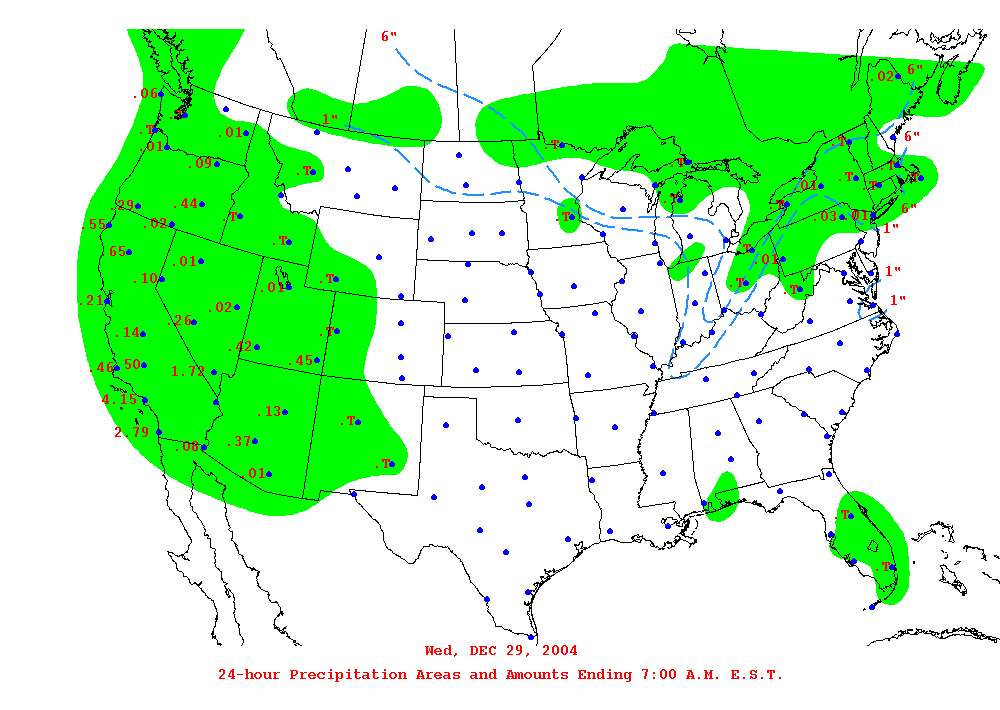 6"
6"
.02
.06
1"
.T
.01
.01
.T
6"
.T
.09
.T
.T
.T
.T
.T
.T
.01
.29
.44
.T
.T
.T
6"
.55
.02
.T
.03
.01
1"
.65
.T
.T
.01
.01
1"
.10
.01
.T
.T
.T
.21
.02
1"
.26
.14
.T
.42
.46
.50
1.72
.45
4.15
.13
.T
2.79
.08
.37
.01
.T
.T
.T
Wed, DEC 29, 2004
24-hour Precipitation Areas and Amounts Ending 7:00 A.M. E.S.T.